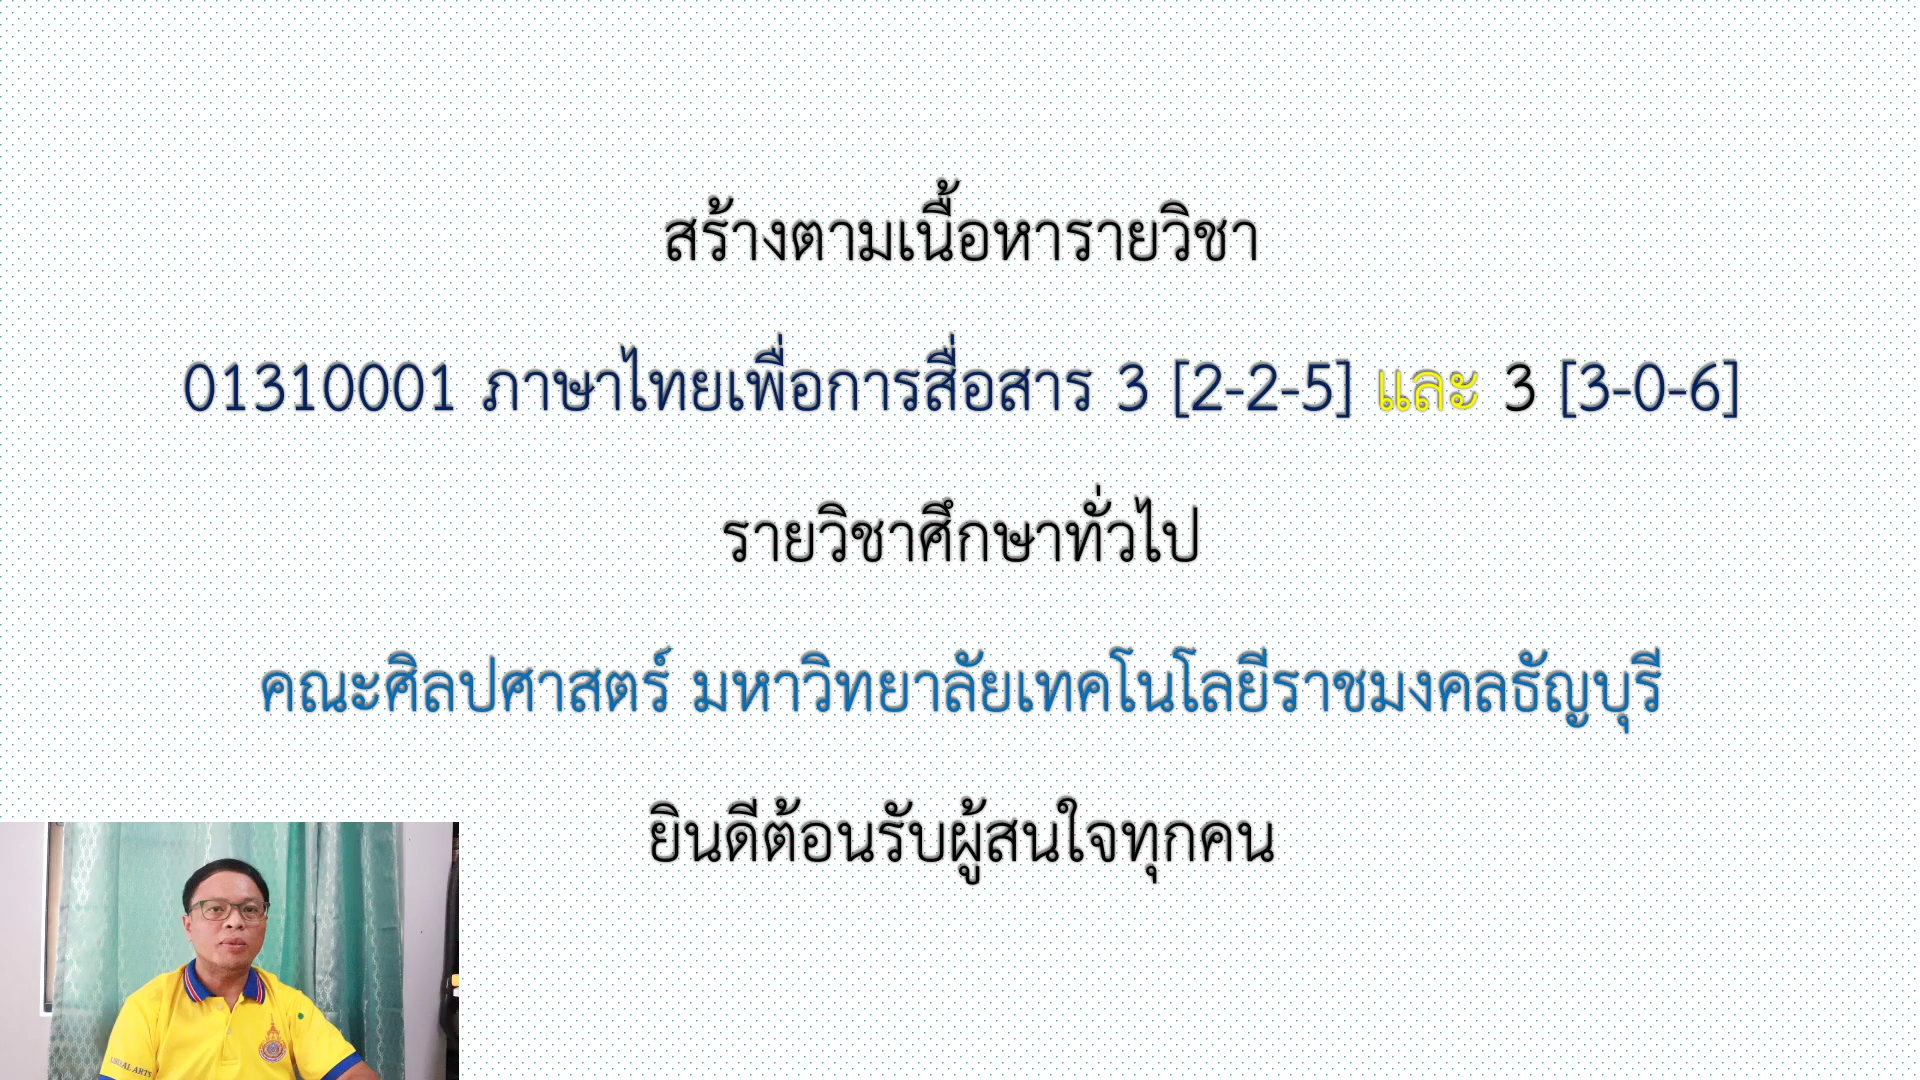 สร้างตามเนื้อหารายวิชา
01310001 ภาษาไทยเพื่อการสื่อสาร 3 [2-2-5] และ 3 [3-0-6]
รายวิชาศึกษาทั่วไป
คณะศิลปศาสตร์ มหาวิทยาลัยเทคโนโลยีราชมงคลธัญบุรี
ยินดีต้อนรับผู้สนใจทุกคน
LIBERAL ARTS